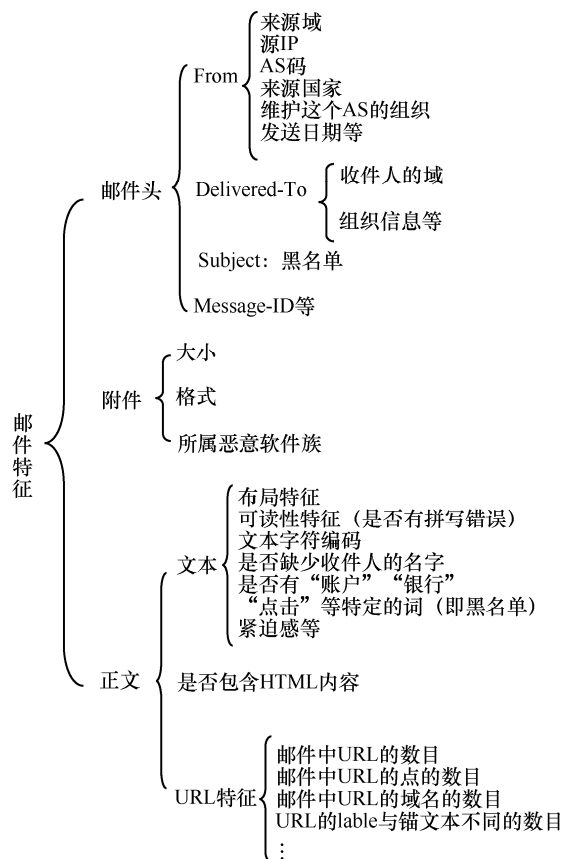 邮件特征
邮件头
From
来源域
源IP
AS码
来源国家
维护这个AS的组织
发送日期等
Delivered-To
收件人的域
组织信息等
Subject：黑名单
Message-ID等
附件
大小
格式
所属恶意软件族
正文
文本
布局特征
可读性特征（是否有拼写错误）
文本字符编码
是否缺少收件人的名字
是否有“账户”“银行”
“点击”等特定的词（即黑名单）
紧迫感等
是否包含HTML内容
URL特征
邮件中URL的数目
邮件中URL的点的数目
邮件中URL的域名的数目
URL的lable与锚文本不同的数目
⋮